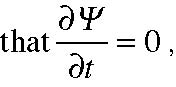 that ∂Ψ/∂t = 0 ,